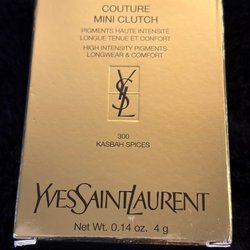 COUTURE
MINI CLUTCH
PIGMENTS HAUTE INTENSITÉ
LONGUE TENUE ET CONFORT
HIGH INTENSITY PIGMENTS
LONGWEAR & COMFORT
YSL
300
KASBAH SPICES
YVESSAINTLAURENT
Net Wt. 0.14 oz. 4 g